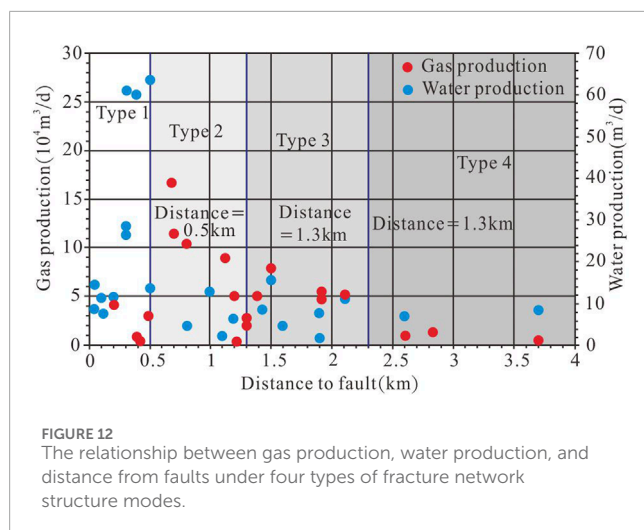 30
25
20
15
10
5
0
Gas production(10⁴m³/d)
70
60
50
40
30
20
10
0
Water production(m³/d)
Gas production
Water production
Type 1
Type 2
Type 3
Type 4
Distance=
0.5km
Distance
=1.3km
Distance=1.3km
0 0.5 1 1.5 2 2.5 3 3.5 4
Distance to fault(km)
FIGURE 12
The relationship between gas production, water production, and
distance from faults under four types of fracture network
structure modes.